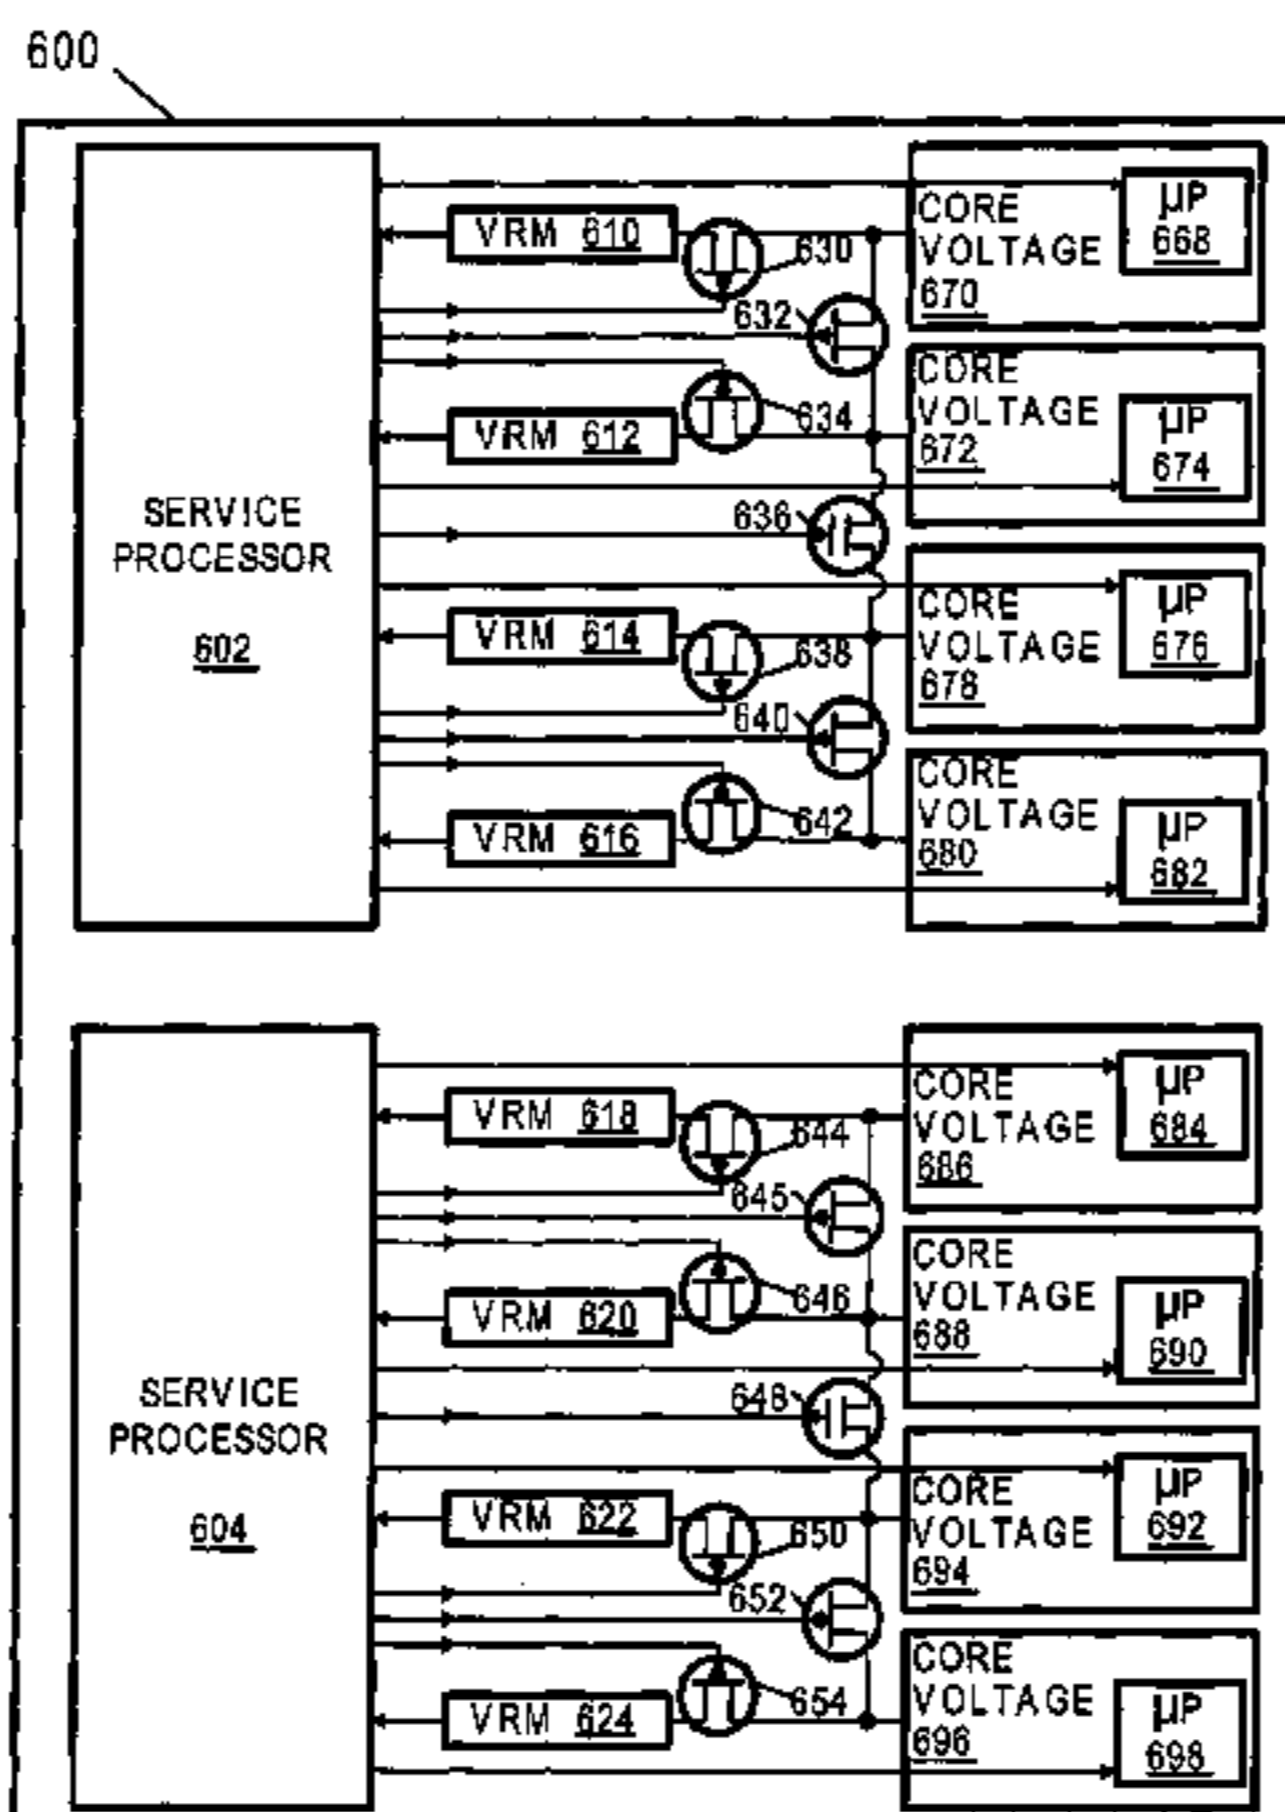 600
SERVICE
PROCESSOR
602
VRM 610
630
632
634
VRM 612
636
VRM 614
638
640
642
VRM 616
CORE
VOLTAGE
670
µP
668
CORE
VOLTAGE
672
µP
674
CORE
VOLTAGE
678
µP
676
CORE
VOLTAGE
680
µP
682
SERVICE
PROCESSOR
604
VRM 618
644
645
646
VRM 620
648
VRM 622
650
652
654
VRM 624
CORE
VOLTAGE
686
µP
684
CORE
VOLTAGE
688
µP
690
CORE
VOLTAGE
694
µP
692
CORE
VOLTAGE
696
µP
698